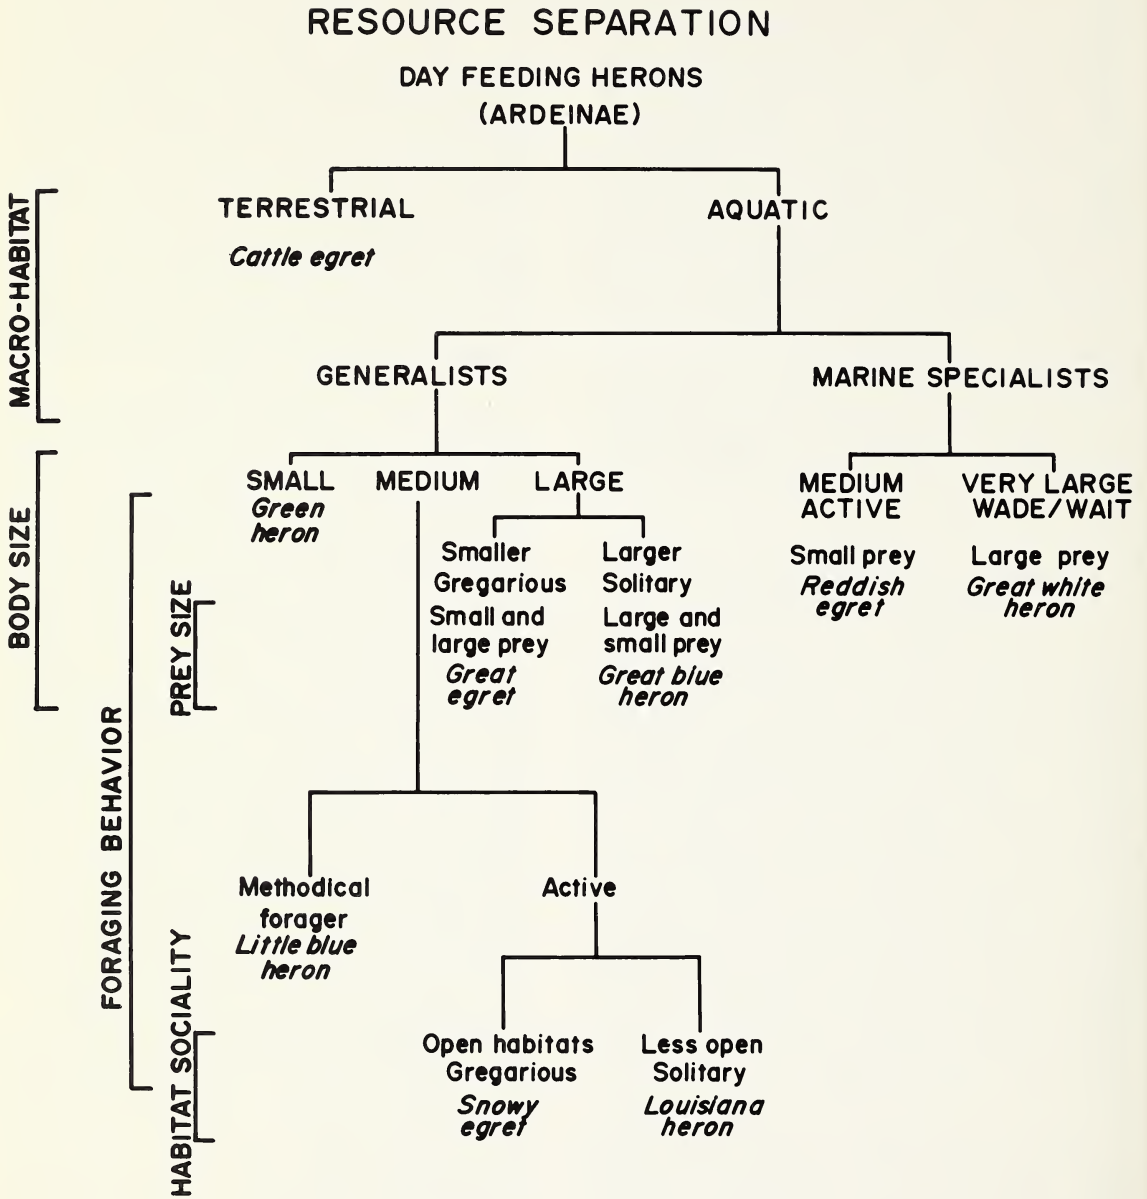 RESOURCE SEPARATION
DAY FEEDING HERONS
(ARDEINAE)
MACRO-HABITAT
TERRESTRIAL
Cattle egret
AQUATIC
GENERALISTS
MARINE SPECIALISTS
BODY SIZE
FORAGING BEHAVIOR
PREY SIZE
SMALL
Green
heron
MEDIUM
LARGE
Smaller
Gregarious
Small and
large prey
Great
egret
Larger
Solitary
Large and
small prey
Great blue
heron
MEDIUM
ACTIVE
Small prey
Reddish
egret
VERY LARGE
WADE/WAIT
Large prey
Great white
heron
Methodical
forager
Little blue
heron
Active
HABITAT SOCIALITY
Open habitats
Gregarious
Snowy
egret
Less open
Solitary
Louisiana
heron